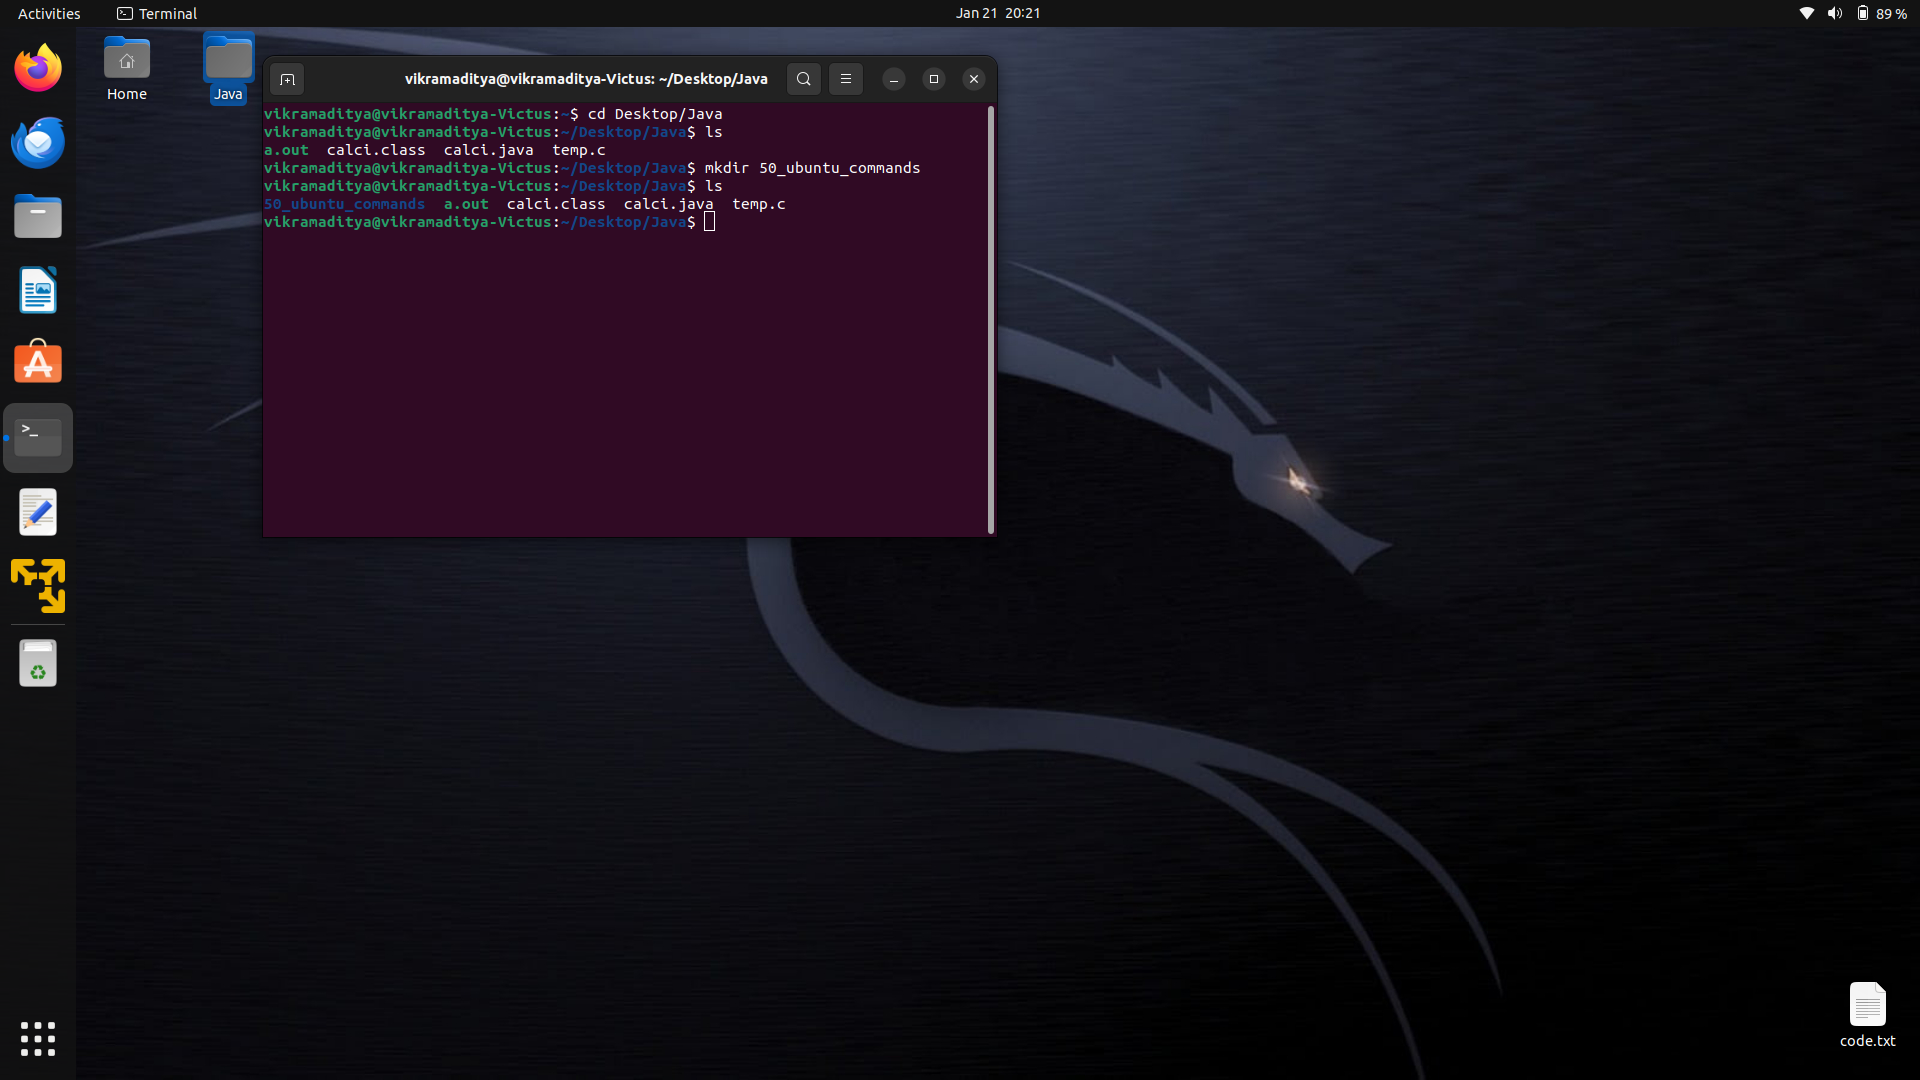 Activities Terminal Jan 21 20:21 89 %
Home Java
vikramaditya@vikramaditya-Victus: ~/Desktop/Java
vikramaditya@vikramaditya-Victus:~$ cd Desktop/Java
vikramaditya@vikramaditya-Victus:~/Desktop/Java$ ls
a.out calci.class calci.java temp.c
vikramaditya@vikramaditya-Victus:~/Desktop/Java$ mkdir 50_ubuntu_commands
vikramaditya@vikramaditya-Victus:~/Desktop/Java$ ls
50_ubuntu_commands a.out calci.class calci.java temp.c
vikramaditya@vikramaditya-Victus:~/Desktop/Java$
>_
code.txt